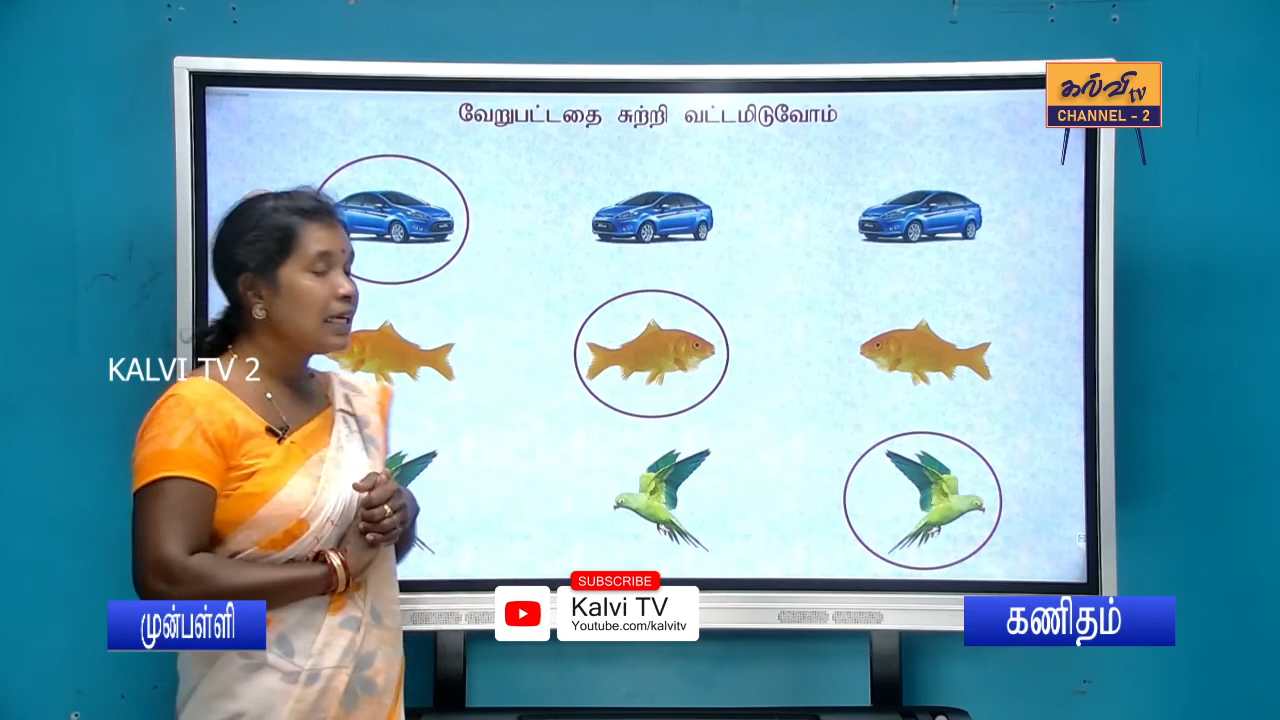 வேறுபட்டதை சுற்றி வட்டமிடுவோம்
கல்வி tv
CHANNEL - 2
KALVI TV 2
SUBSCRIBE
Kalvi TV
Youtube.com/kalvitv
முன்பள்ளி
கணிதம்